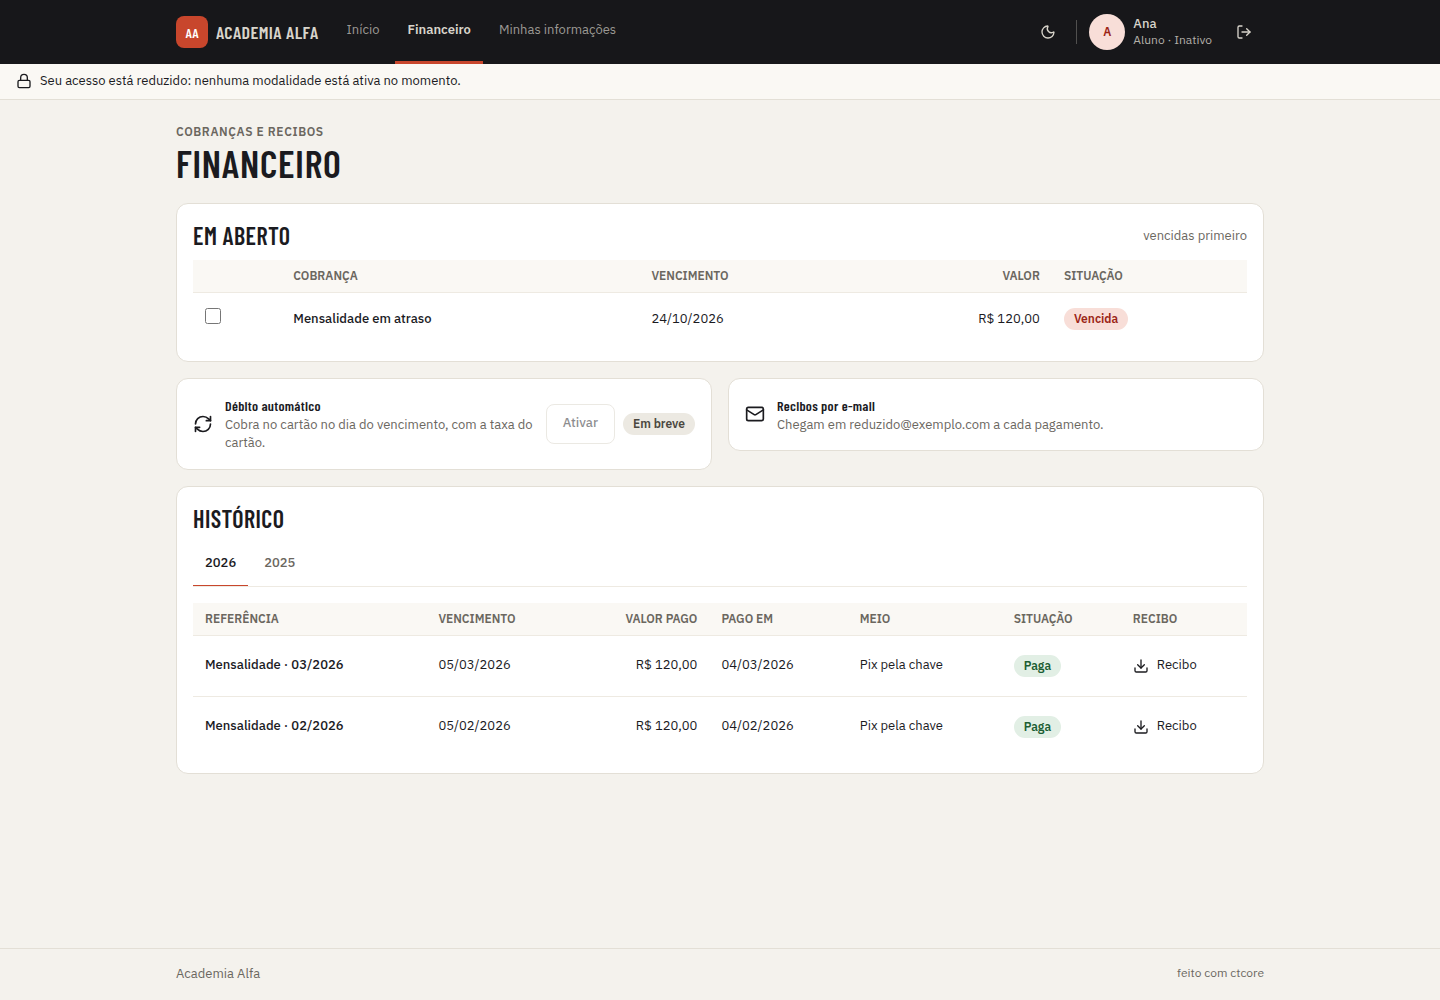 AA ACADEMIA ALFA Início Financeiro Minhas informações A Ana
Aluno · Inativo
Seu acesso está reduzido: nenhuma modalidade está ativa no momento.
COBRANÇAS E RECIBOS
FINANCEIRO
EM ABERTO vencidas primeiro
COBRANÇA VENCIMENTO VALOR SITUAÇÃO
Mensalidade em atraso 24/10/2026 R$ 120,00 Vencida
Débito automático
Cobra no cartão no dia do vencimento, com a taxa do
cartão.
Ativar Em breve
Recibos por e-mail
Chegam em reduzido@exemplo.com a cada pagamento.
HISTÓRICO
2026 2025
REFERÊNCIA VENCIMENTO VALOR PAGO PAGO EM MEIO SITUAÇÃO RECIBO
Mensalidade · 03/2026 05/03/2026 R$ 120,00 04/03/2026 Pix pela chave Paga Recibo
Mensalidade · 02/2026 05/02/2026 R$ 120,00 04/02/2026 Pix pela chave Paga Recibo
Academia Alfa feito com ctcore